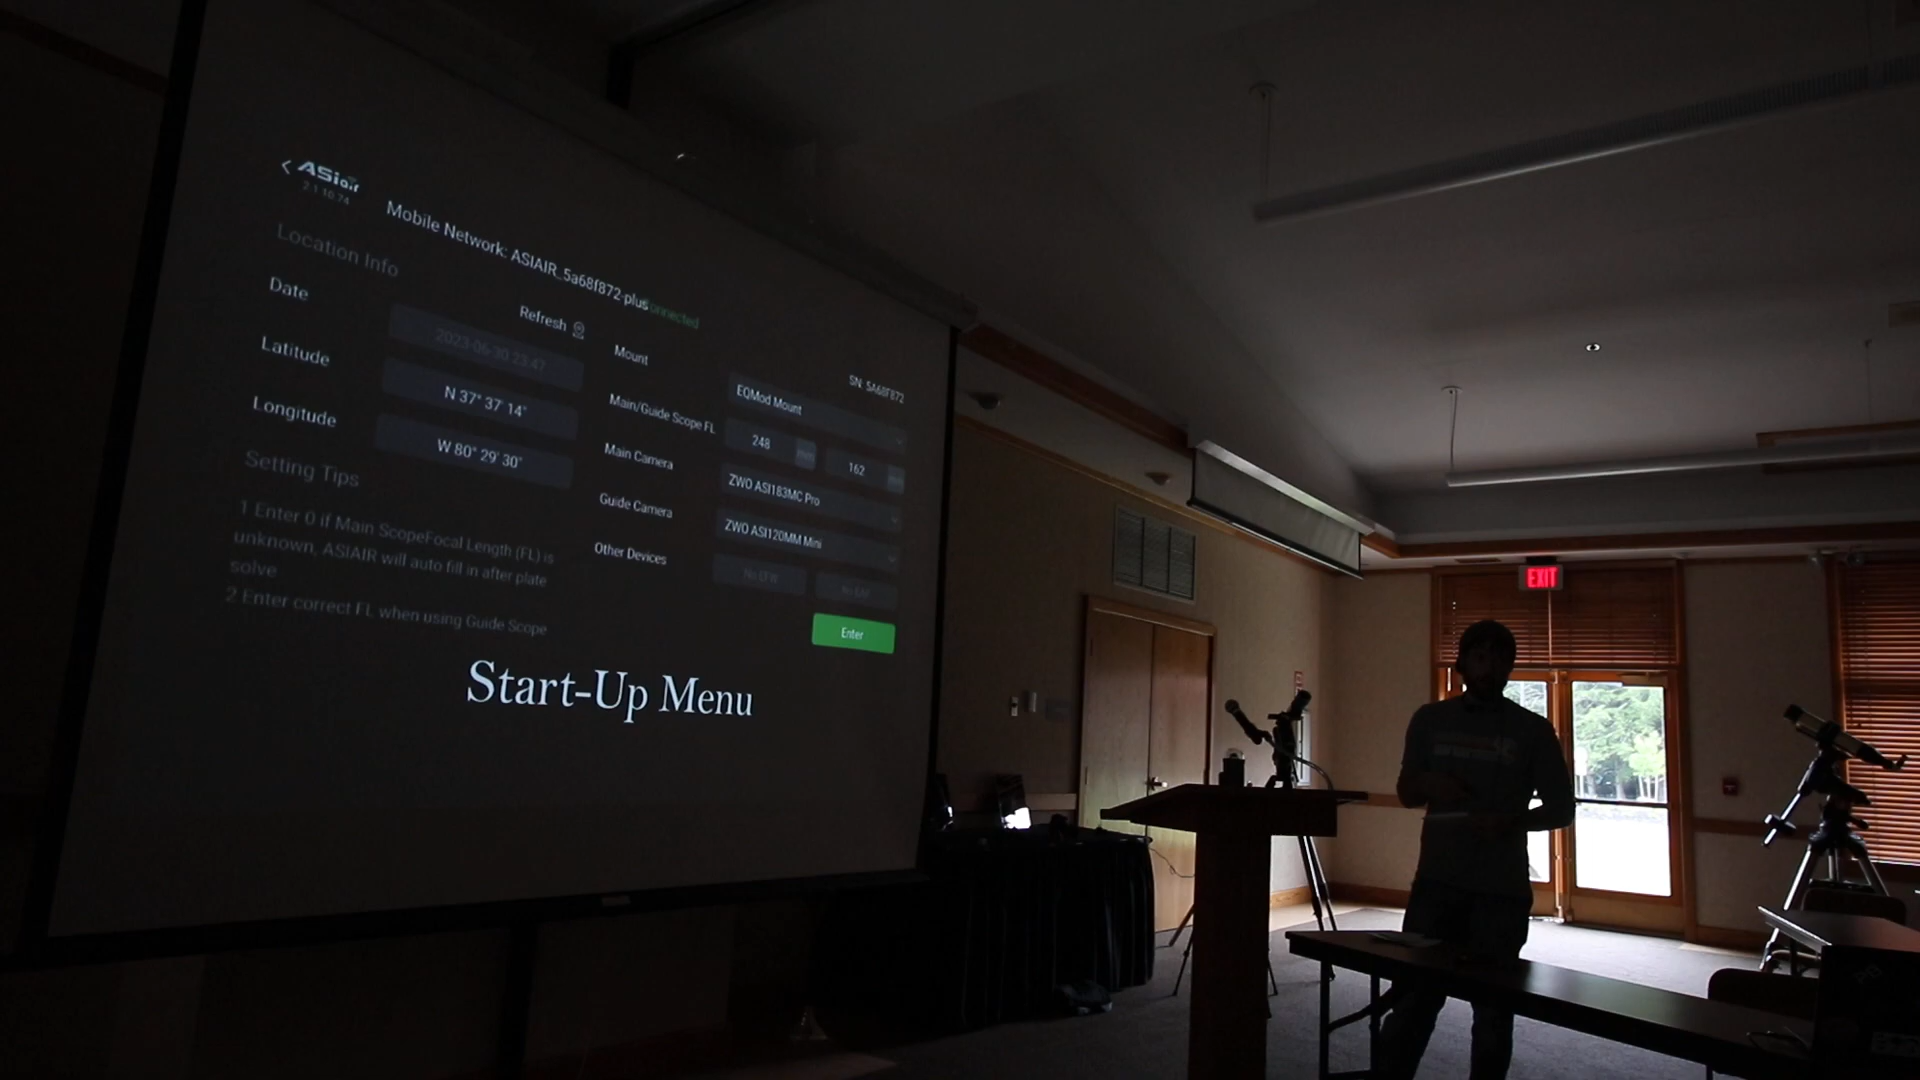 ASIair
2.1 10.74
Mobile Network: ASIAIR_5a68f872-plus
Connected
Location Info
Refresh
Date
2023-06-30 23:47
Latitude
N 37° 37' 14"
Longitude
W 80° 29' 30"
Setting Tips
1 Enter 0 if Main ScopeFocal Length (FL) is
unknown, ASIAIR will auto fill in after plate
solve
2 Enter correct FL when using Guide Scope
SN: 5A68F872
Mount
EQMod Mount
Main/Guide Scope FL
248 mm 162 mm
Main Camera
ZWO ASI183MC Pro
Guide Camera
ZWO ASI120MM Mini
Other Devices
No EFW No EAF
Enter
Start-Up Menu
EXIT